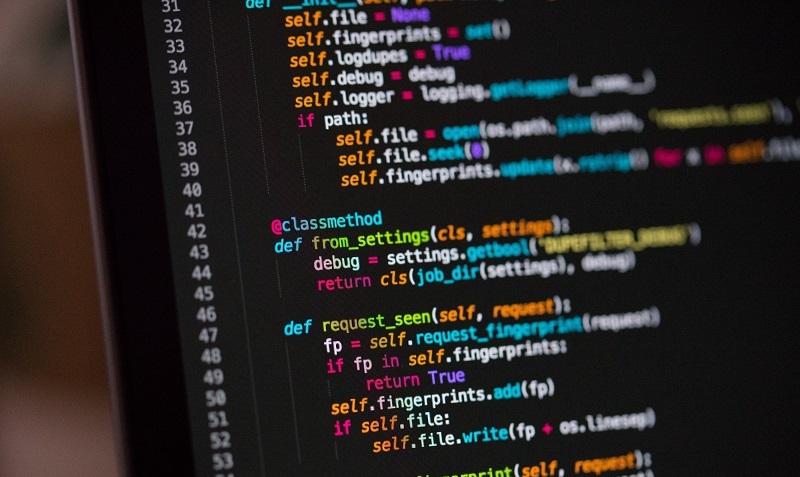 31 def __init__(self,
32 self.file = None
33 self.fingerprints = set()
34 self.logdupes = True
35 self.debug = debug
36 self.logger = logging.getLogger(__name__)
37 if path:
38 self.file = open(os.path.join(path, 'requests.seen'),
39 self.file.seek(0)
40 self.fingerprints.update(x.rstrip() for x in self.file
41
42 @classmethod
43 def from_settings(cls, settings):
44 debug = settings.getbool('DUPEFILTER_DEBUG')
45 return cls(job_dir(settings), debug)
46
47 def request_seen(self, request):
48 fp = self.request_fingerprint(request)
49 if fp in self.fingerprints:
50 return True
51 self.fingerprints.add(fp)
52 if self.file:
53 self.file.write(fp + os.linesep)
(self, request):